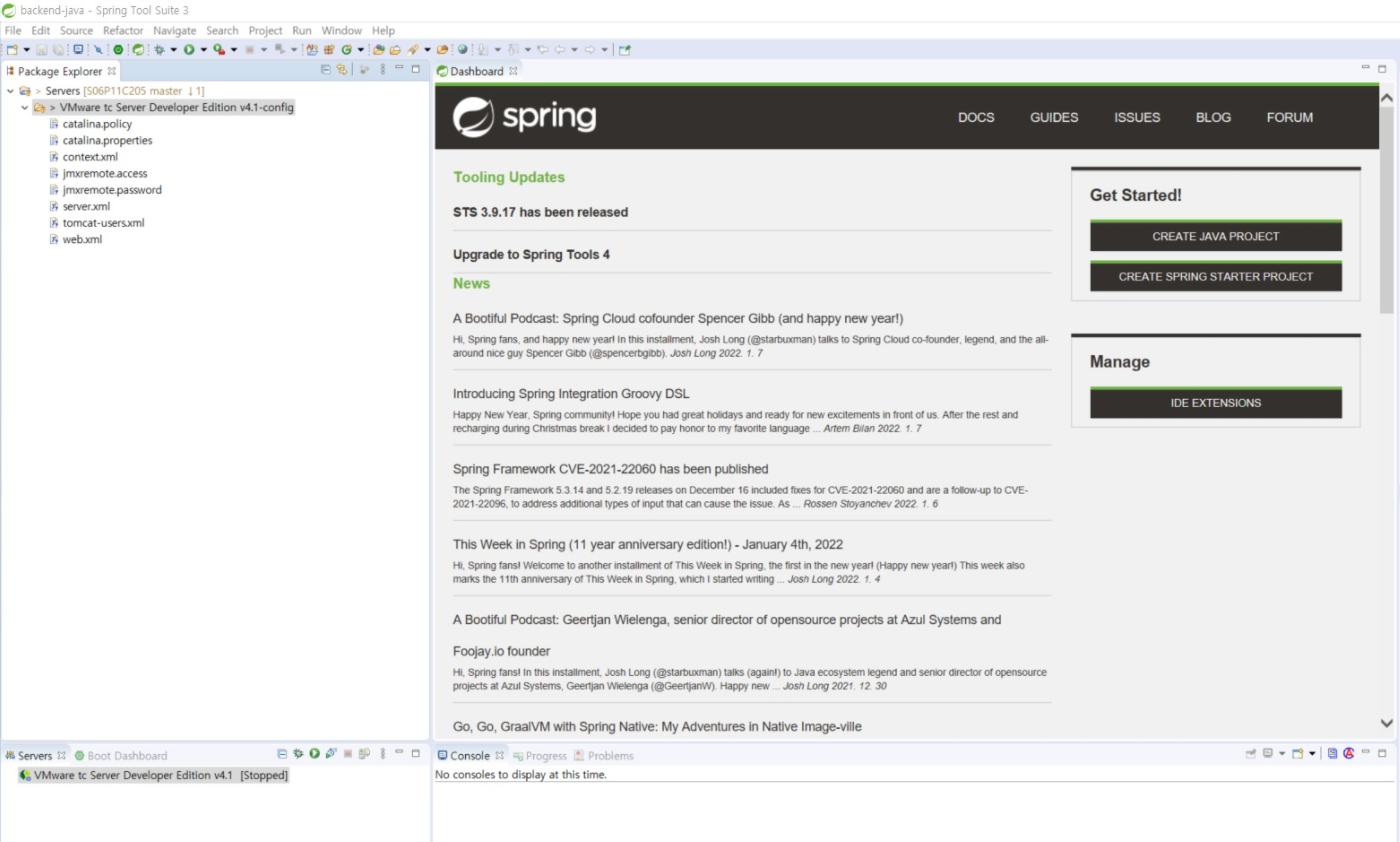 backend-java - Spring Tool Suite 3
File Edit Source Refactor Navigate Search Project Run Window Help
Package Explorer
> Servers [S06P11C205 master ↓1]
> VMware tc Server Developer Edition v4.1-config
catalina.policy
catalina.properties
context.xml
jmxremote.access
jmxremote.password
server.xml
tomcat-users.xml
web.xml
Dashboard
spring
DOCS GUIDES ISSUES BLOG FORUM
Tooling Updates
STS 3.9.17 has been released
Upgrade to Spring Tools 4
News
A Bootiful Podcast: Spring Cloud cofounder Spencer Gibb (and happy new year!)
Hi, Spring fans, and happy new year! In this installment, Josh Long (@starbuxman) talks to Spring Cloud co-founder, legend, and the all-
around nice guy Spencer Gibb (@spencerbgibb). Josh Long 2022. 1. 7
Introducing Spring Integration Groovy DSL
Happy New Year, Spring community! Hope you had great holidays and ready for new excitements in front of us. After the rest and
recharging during Christmas break I decided to pay honor to my favorite language ... Artem Bilan 2022. 1. 7
Spring Framework CVE-2021-22060 has been published
The Spring Framework 5.3.14 and 5.2.19 releases on December 16 included fixes for CVE-2021-22060 and are a follow-up to CVE-
2021-22096, to address additional types of input that can cause the issue. As ... Rossen Stoyanchev 2022. 1. 6
This Week in Spring (11 year anniversary edition!) - January 4th, 2022
Hi, Spring fans! Welcome to another installment of This Week in Spring, the first in the new year! (Happy new year!) This week also
marks the 11th anniversary of This Week in Spring, which I started writing ... Josh Long 2022. 1. 4
A Bootiful Podcast: Geertjan Wielenga, senior director of opensource projects at Azul Systems and
Foojay.io founder
Hi, Spring fans! In this installment, Josh Long (@starbuxman) talks (again!) to Java ecosystem legend and senior director of opensource
projects at Azul Systems, Geertjan Wielenga (@GeertjanW). Happy new ... Josh Long 2021. 12. 30
Go, Go, GraalVM with Spring Native: My Adventures in Native Image-ville
Get Started!
CREATE JAVA PROJECT
CREATE SPRING STARTER PROJECT
Manage
IDE EXTENSIONS
Servers Boot Dashboard
VMware tc Server Developer Edition v4.1 [Stopped]
Console Progress Problems
No consoles to display at this time.